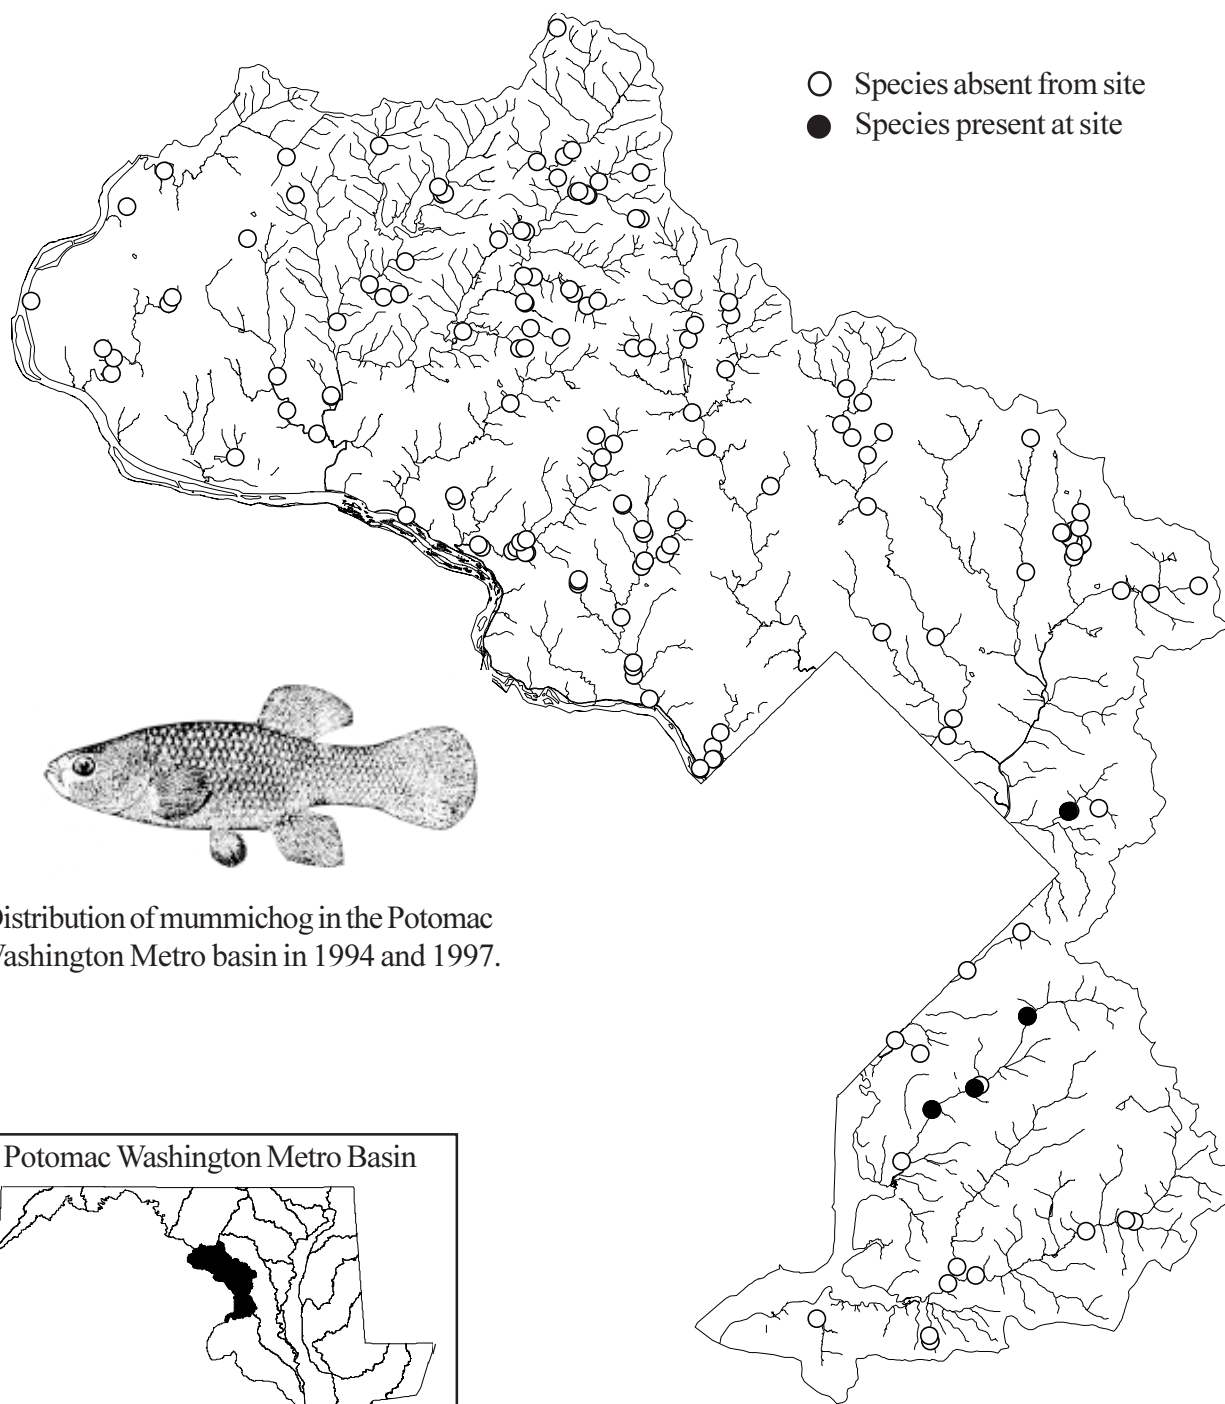 Species absent from site
Species present at site
Distribution of mummichog in the Potomac
Washington Metro basin in 1994 and 1997.
Potomac Washington Metro Basin